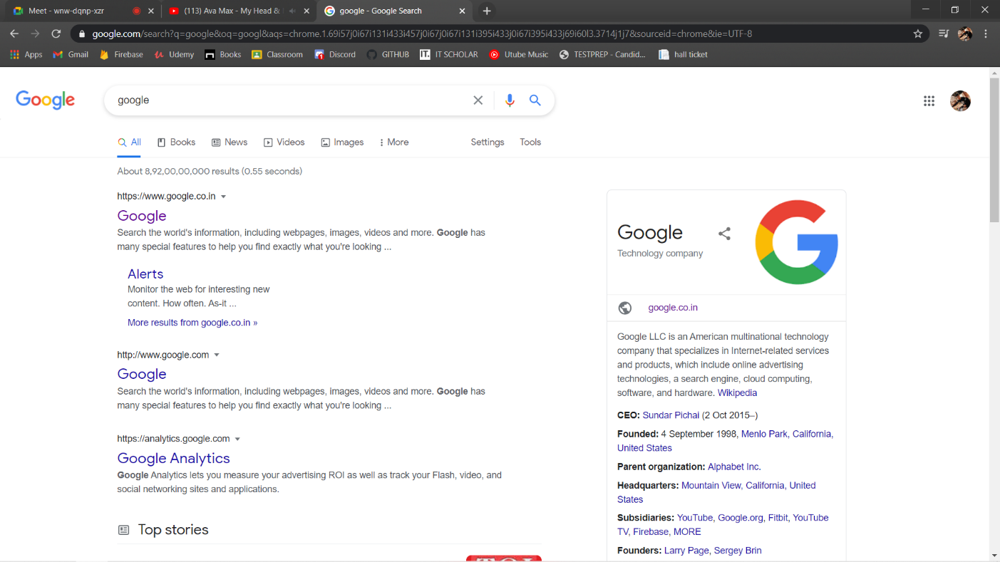 Meet - wnw-dqnp-xzr
(113) Ava Max - My Head &
google - Google Search
google.com/search?q=google&oq=googl&aqs=chrome.1.69i57j0i67i131i433i457j0i67j0i67i131i395i433j0i67i395i433j69i60l3.3714j1j7&sourceid=chrome&ie=UTF-8
Apps
Gmail
Firebase
Udemy
Books
Classroom
Discord
GITHUB
IT SCHOLAR
Utube Music
TESTPREP - Candid...
hall ticket
Google
google
All
Books
News
Videos
Images
More
Settings
Tools
About 8,92,00,00,000 results (0.55 seconds)
https://www.google.co.in
Google
Search the world's information, including webpages, images, videos and more. Google has
many special features to help you find exactly what you're looking ...
Alerts
Monitor the web for interesting new
content. How often. As-it ...
More results from google.co.in »
http://www.google.com
Google
Search the world's information, including webpages, images, videos and more. Google has
many special features to help you find exactly what you're looking ...
https://analytics.google.com
Google Analytics
Google Analytics lets you measure your advertising ROI as well as track your Flash, video, and
social networking sites and applications.
Top stories
Google
Technology company
google.co.in
Google LLC is an American multinational technology
company that specializes in Internet-related services
and products, which include online advertising
technologies, a search engine, cloud computing,
software, and hardware. Wikipedia
CEO: Sundar Pichai (2 Oct 2015–)
Founded: 4 September 1998, Menlo Park, California,
United States
Parent organization: Alphabet Inc.
Headquarters: Mountain View, California, United
States
Subsidiaries: YouTube, Google.org, Fitbit, YouTube
TV, Firebase, MORE
Founders: Larry Page, Sergey Brin